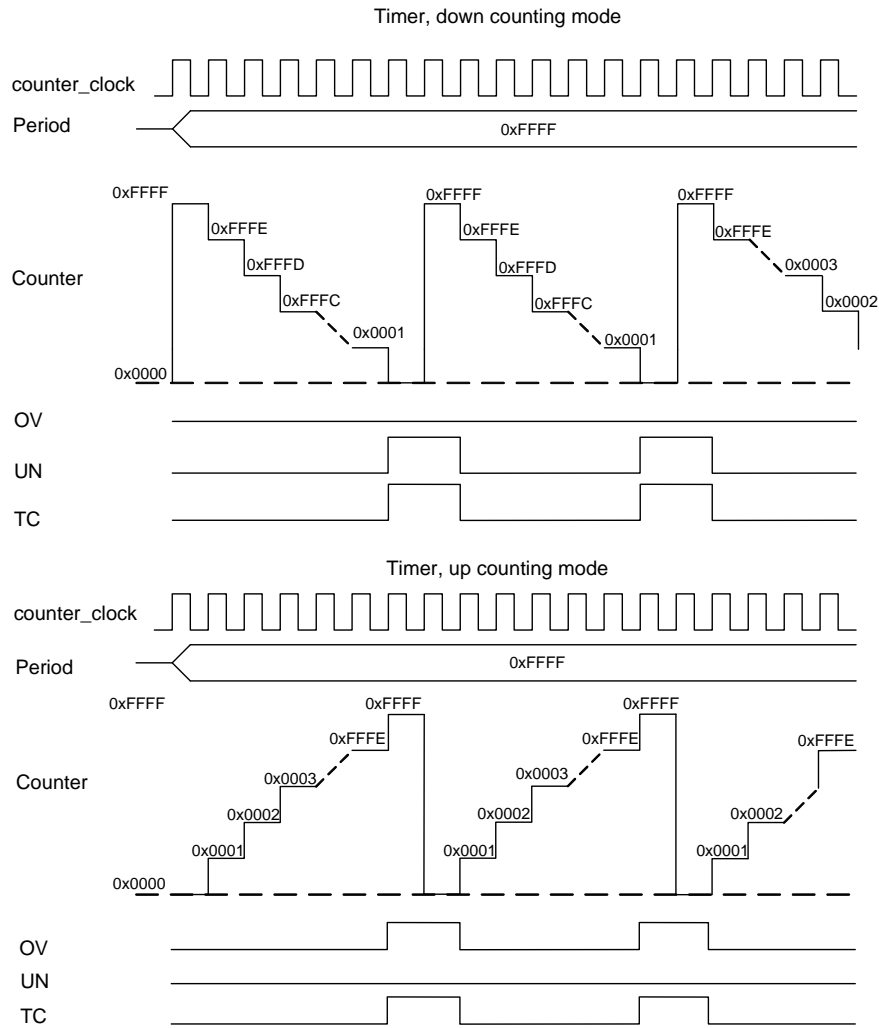 Timer, down counting mode
counter_clock
Period
0xFFFF
0xFFFF 0xFFFF 0xFFFF
0xFFFE 0xFFFE 0xFFFE
0xFFFD 0xFFFD 0x0003
Counter
0xFFFC 0xFFFC 0x0002
0x0001 0x0001
0x0000
OV
UN
TC
Timer, up counting mode
counter_clock
Period
0xFFFF
0xFFFF 0xFFFF 0xFFFF
0xFFFE 0xFFFE 0xFFFE
Counter
0x0003 0x0003
0x0002 0x0002 0x0002
0x0001 0x0001 0x0001
0x0000
OV
UN
TC